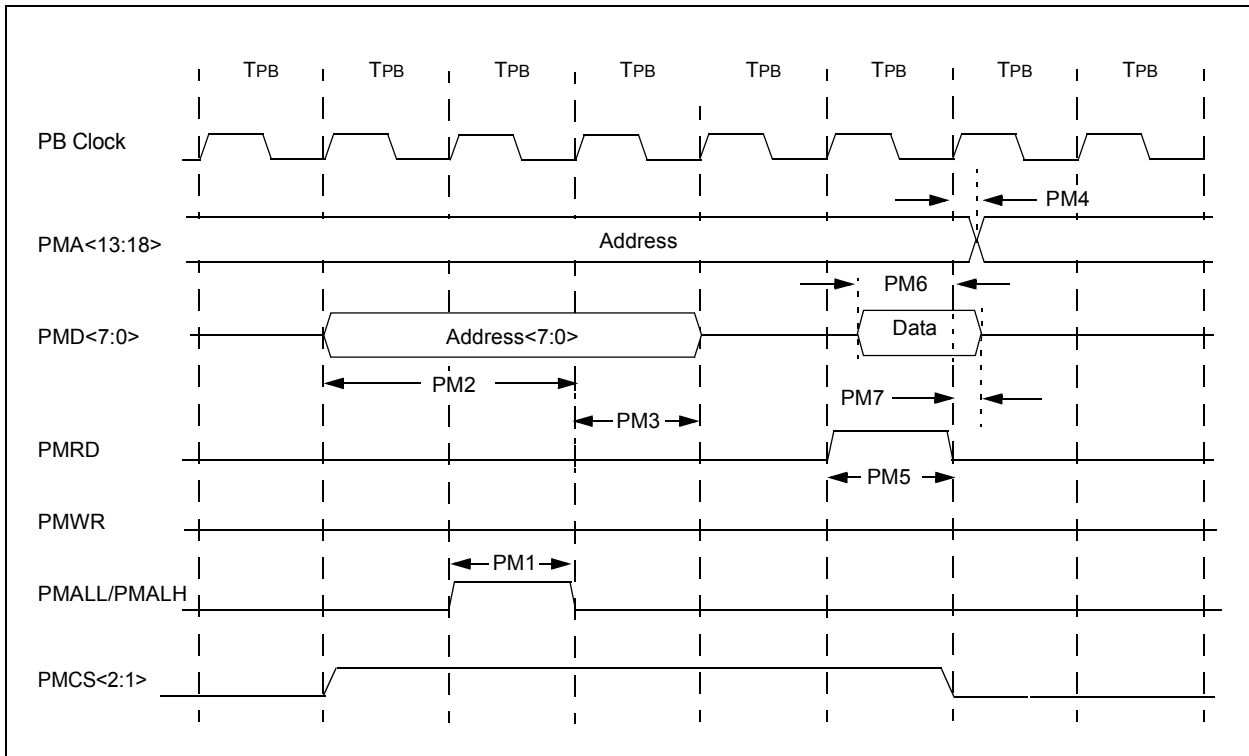 TPB TPB TPB TPB TPB TPB TPB TPB
PB Clock
PM4
PMA<13:18>
Address
PM6
PMD<7:0>
Address<7:0>
Data
PM2
PM7
PM3
PMRD
PM5
PMWR
PM1
PMALL/PMALH
PMCS<2:1>